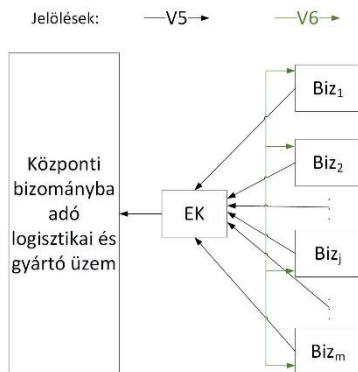 Jelölések: V5 V6
Központi
bizományba
adó
logisztikai és
gyártó üzem
EK
Biz1
Biz2
⋮
Bizj
⋮
Bizm